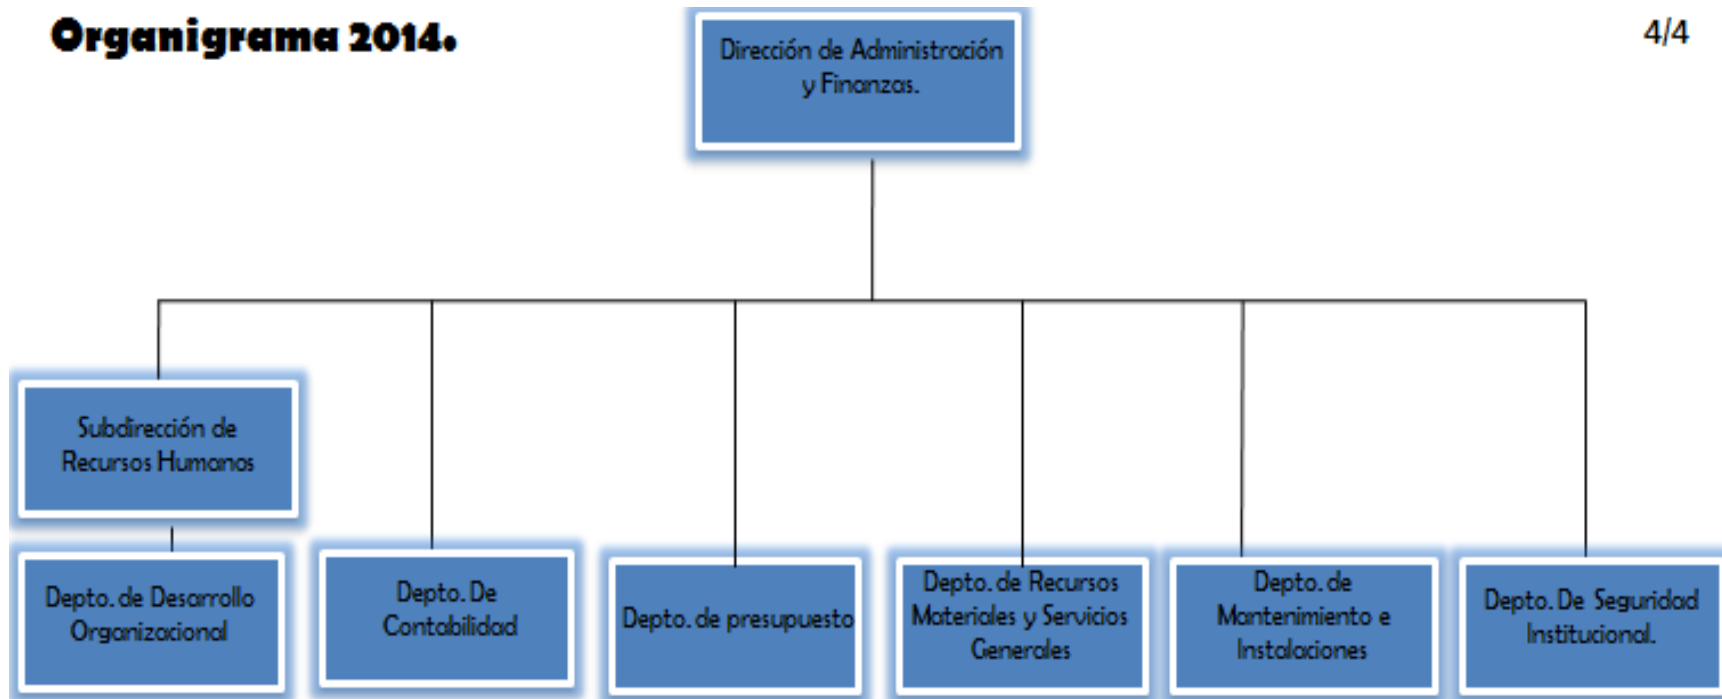 Organigrama 2014.
4/4
Dirección de Administración
y Finanzas.
Subdirección de
Recursos Humanos
Depto. de Desarrollo
Organizacional
Depto. De
Contabilidad
Depto. de presupuesto
Depto. de Recursos
Materiales y Servicios
Generales
Depto. de
Mantenimiento e
Instalaciones
Depto. De Seguridad
Institucional.